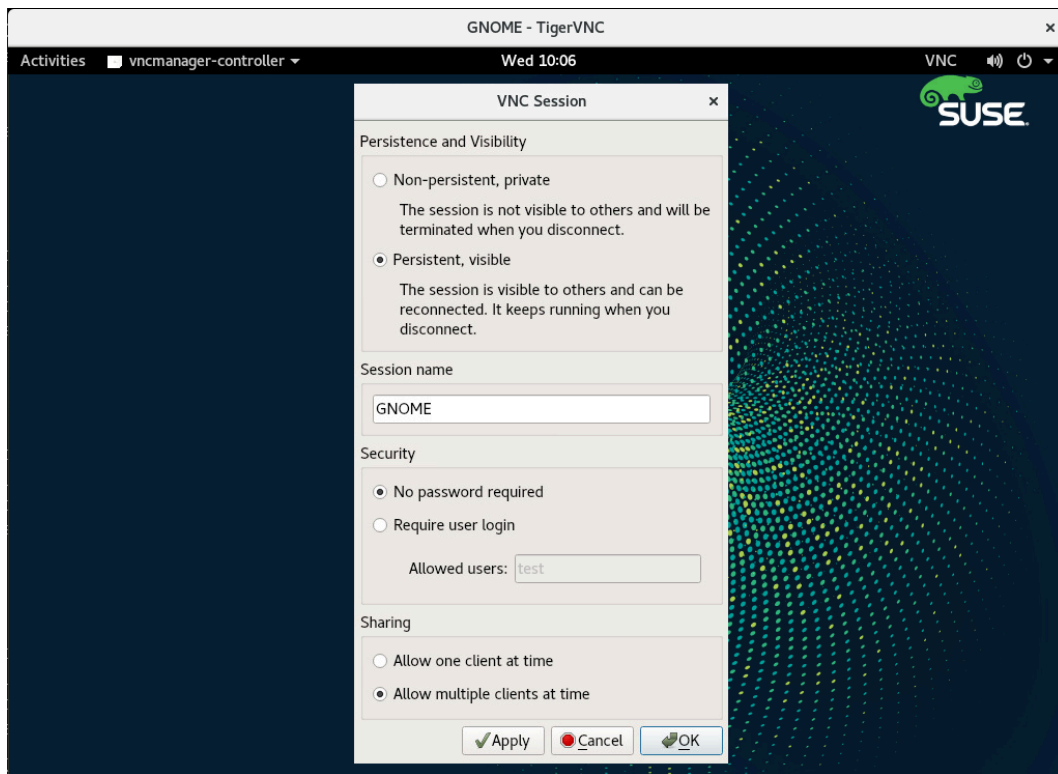 GNOME - TigerVNC
Activities vncmanager-controller Wed 10:06 VNC
SUSE
VNC Session
Persistence and Visibility
Non-persistent, private
The session is not visible to others and will be
terminated when you disconnect.
Persistent, visible
The session is visible to others and can be
reconnected. It keeps running when you
disconnect.
Session name
GNOME
Security
No password required
Require user login
Allowed users: test
Sharing
Allow one client at time
Allow multiple clients at time
Apply Cancel OK